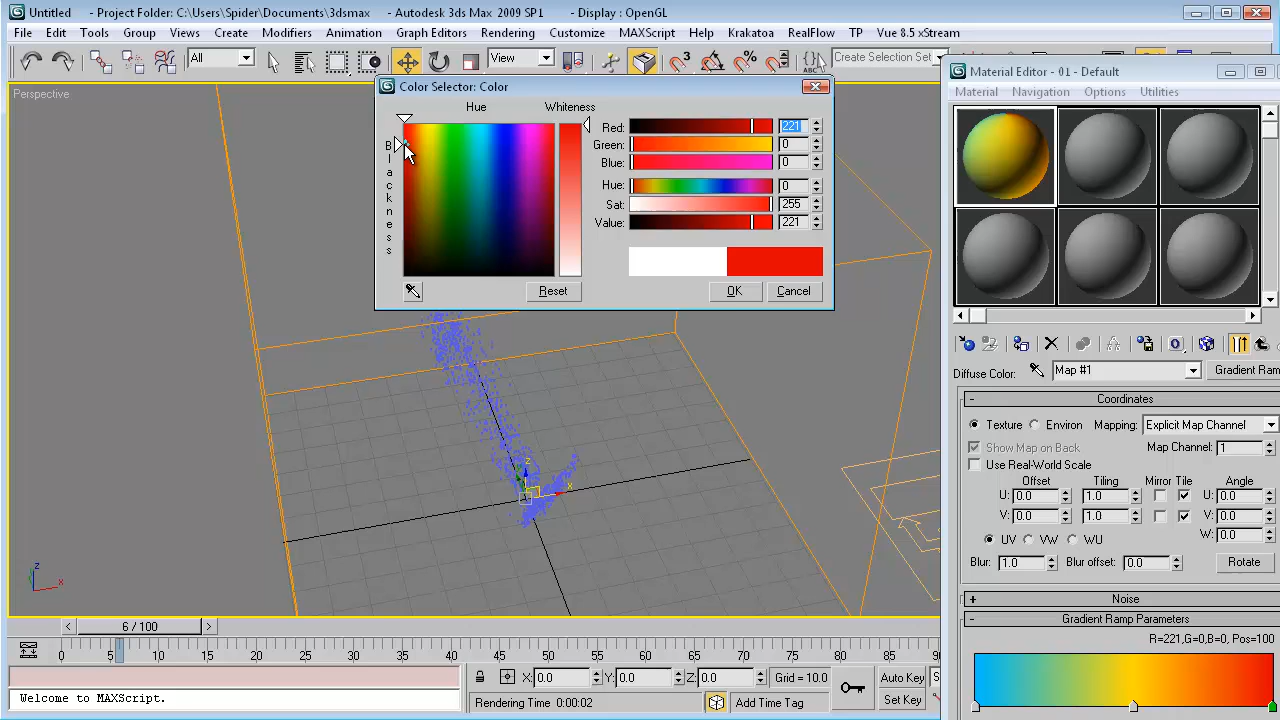 Untitled - Project Folder: C:\Users\Spider\Documents\3dsmax - Autodesk 3ds Max 2009 SP1 - Display : OpenGL
File Edit Tools Group Views Create Modifiers Animation Graph Editors Rendering Customize MAXScript Help Krakatoa RealFlow TP Vue 8.5 xStream
All View Create Selection Set
Perspective
Color Selector: Color
Hue Whiteness
Blackness
Red: 221
Green: 0
Blue: 0
Hue: 0
Sat: 255
Value: 221
Reset OK Cancel
Material Editor - 01 - Default
Material Navigation Options Utilities
Diffuse Color: Map #1 Gradient Ram
- Coordinates
Texture Environ Mapping: Explicit Map Channel
Show Map on Back Map Channel: 1
Use Real-World Scale
Offset Tiling Mirror Tile Angle
U: 0.0 1.0 U: 0.0
V: 0.0 1.0 V: 0.0
W: 0.0
UV VW WU
Blur: 1.0 Blur offset: 0.0 Rotate
+ Noise
- Gradient Ramp Parameters
R=221,G=0,B=0, Pos=100
z
x
z
x
< 6 / 100 >
0 5 10 15 20 25 30 35 40 45 50 55 60 65 70 75 80 85 90
X: 0.0 Y: 0.0 Z: 0.0 Grid = 10.0 Auto Key
Welcome to MAXScript. Rendering Time 0:00:02 Add Time Tag Set Key